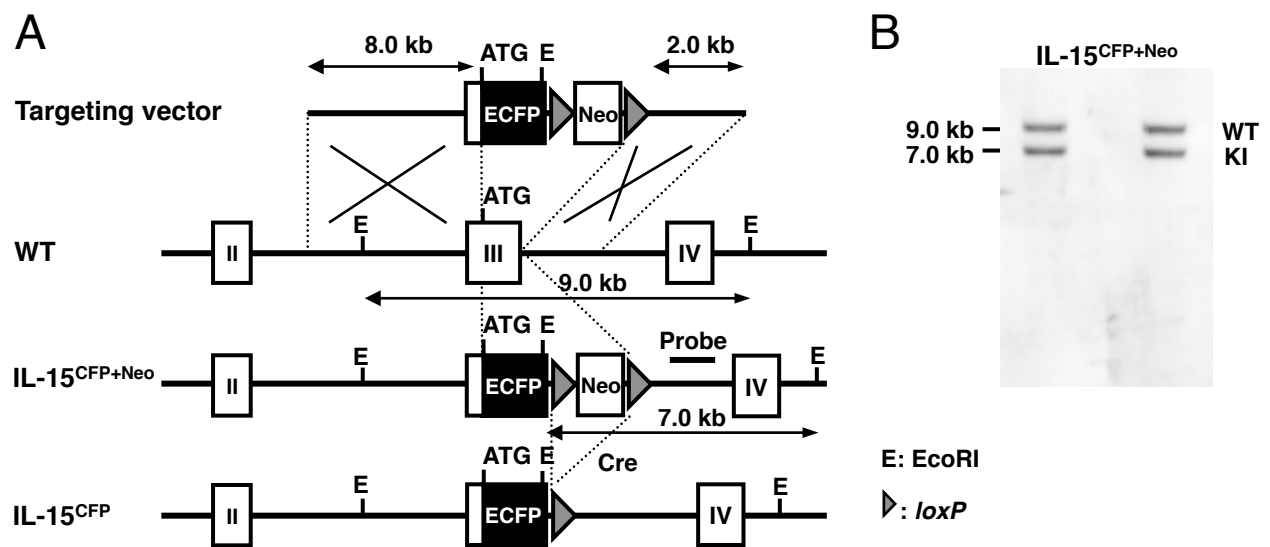 A
8.0 kb
ATG E
2.0 kb
Targeting vector
ECFP
Neo
ATG
E
E
WT
II
III
IV
9.0 kb
ATG E
E
Probe
E
IL-15CFP+Neo
II
ECFP
Neo
IV
7.0 kb
ATG E
Cre
E
E
IL-15CFP
II
ECFP
IV
B
IL-15CFP+Neo
9.0 kb
WT
7.0 kb
KI
E: EcoRI
: loxP